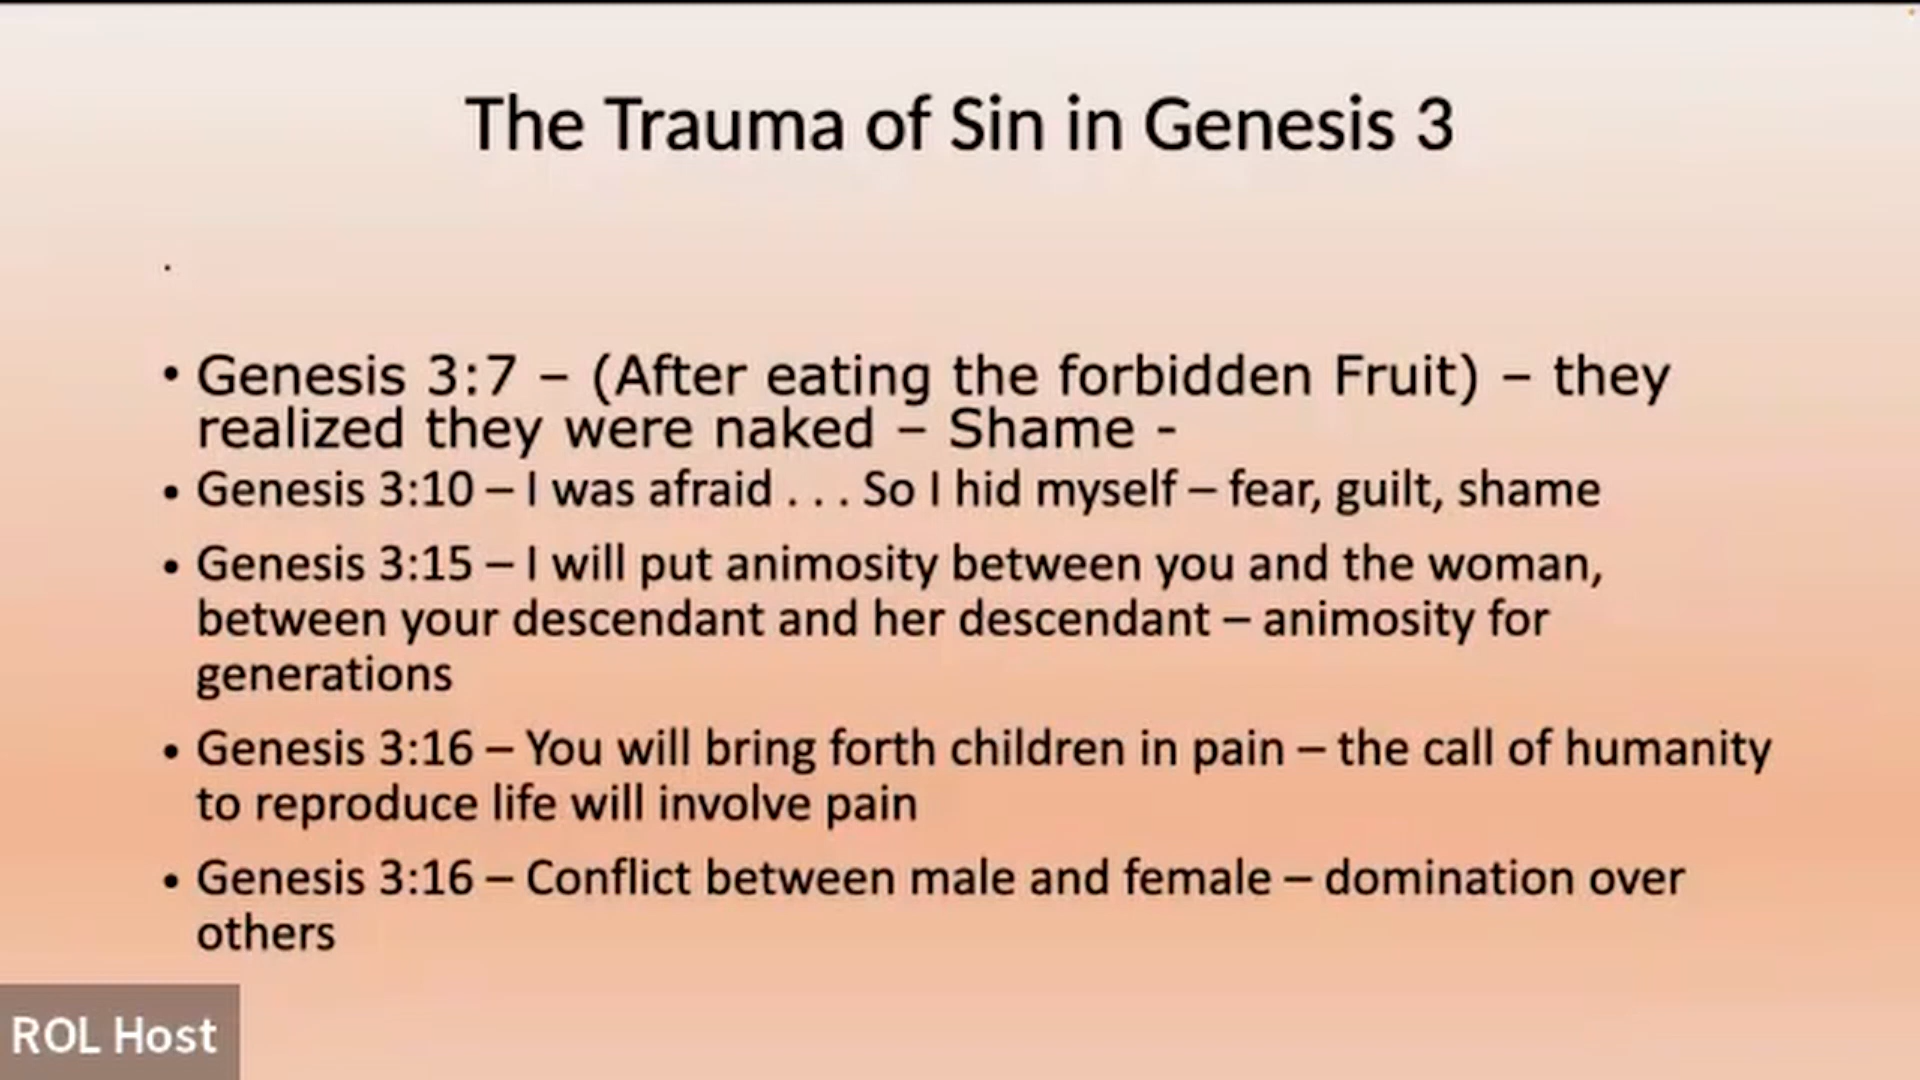 The Trauma of Sin in Genesis 3
.
• Genesis 3:7 – (After eating the forbidden Fruit) – they
realized they were naked – Shame -
• Genesis 3:10 – I was afraid . . . So I hid myself – fear, guilt, shame
• Genesis 3:15 – I will put animosity between you and the woman,
between your descendant and her descendant – animosity for
generations
• Genesis 3:16 – You will bring forth children in pain – the call of humanity
to reproduce life will involve pain
• Genesis 3:16 – Conflict between male and female – domination over
others
ROL Host